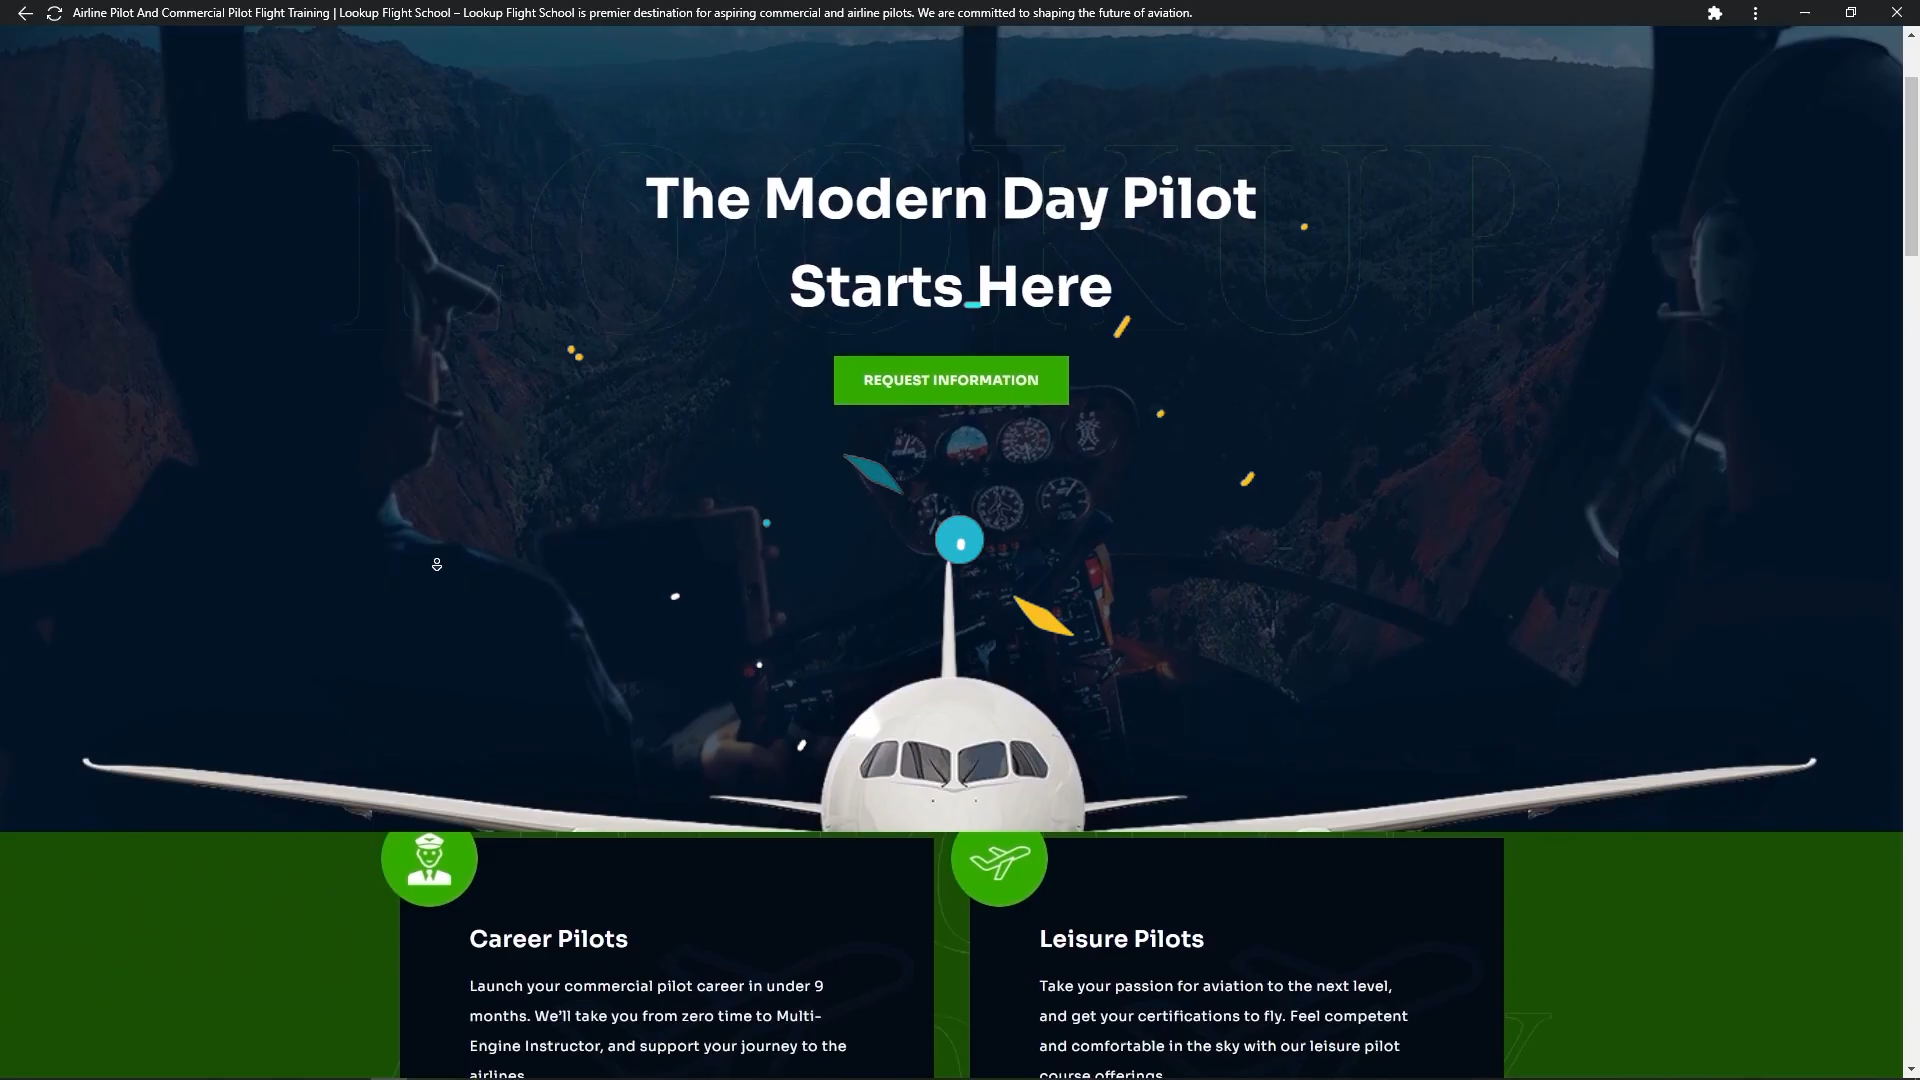 Airline Pilot And Commercial Pilot Flight Training | Lookup Flight School – Lookup Flight School is premier destination for aspiring commercial and airline pilots. We are committed to shaping the future of aviation.
LOOKUP
The Modern Day Pilot
Starts Here
REQUEST INFORMATION
Career Pilots
Launch your commercial pilot career in under 9
months. We’ll take you from zero time to Multi-
Engine Instructor, and support your journey to the
airlines.
Leisure Pilots
Take your passion for aviation to the next level,
and get your certifications to fly. Feel competent
and comfortable in the sky with our leisure pilot
course offerings.